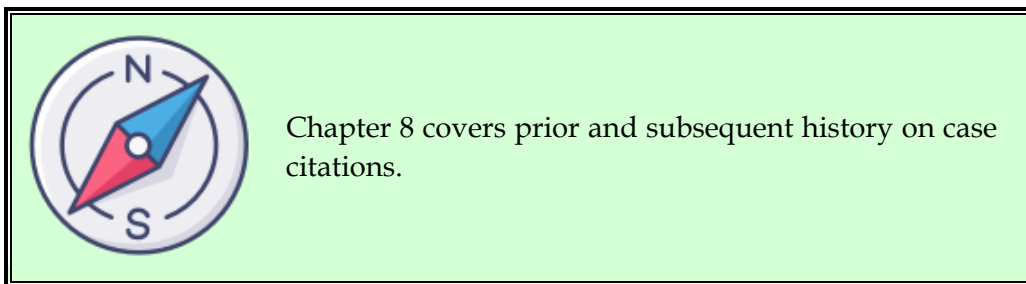 N
Chapter 8 covers prior and subsequent history on case
citations.
S